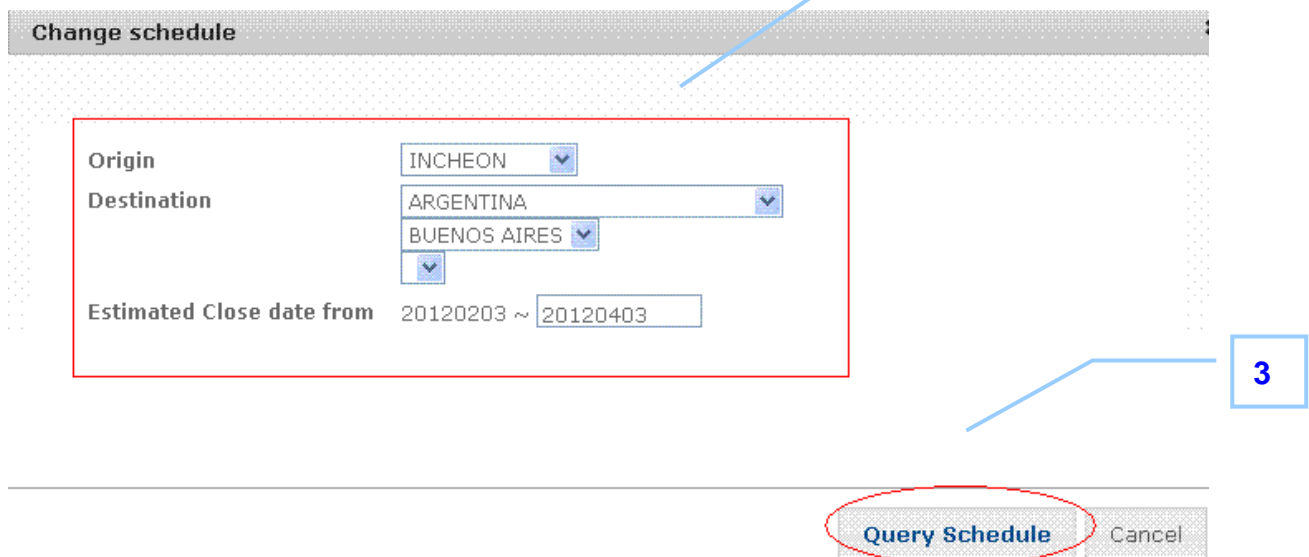 Change schedule
Origin INCHEON
Destination ARGENTINA
BUENOS AIRES
Estimated Close date from 20120203 ~ 20120403
3
Query Schedule Cancel